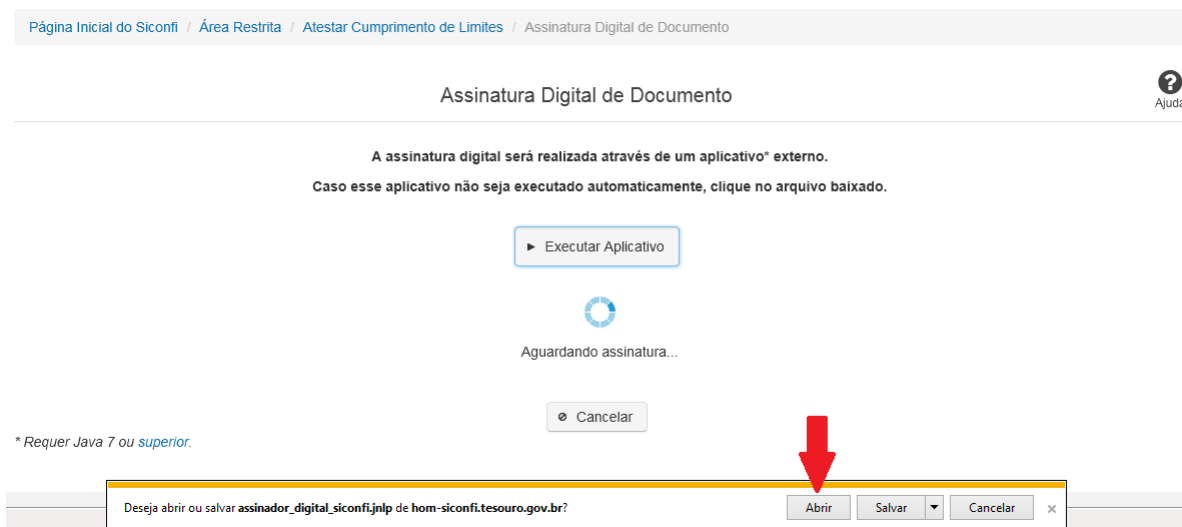 Página Inicial do Siconfi / Área Restrita / Atestar Cumprimento de Limites / Assinatura Digital de Documento
Assinatura Digital de Documento
Ajuda
A assinatura digital será realizada através de um aplicativo* externo.
Caso esse aplicativo não seja executado automaticamente, clique no arquivo baixado.
Executar Aplicativo
Aguardando assinatura...
Cancelar
* Requer Java 7 ou superior.
Deseja abrir ou salvar assinador_digital_siconfi.jnlp de hom-siconfi.tesouro.gov.br? Abrir Salvar Cancelar